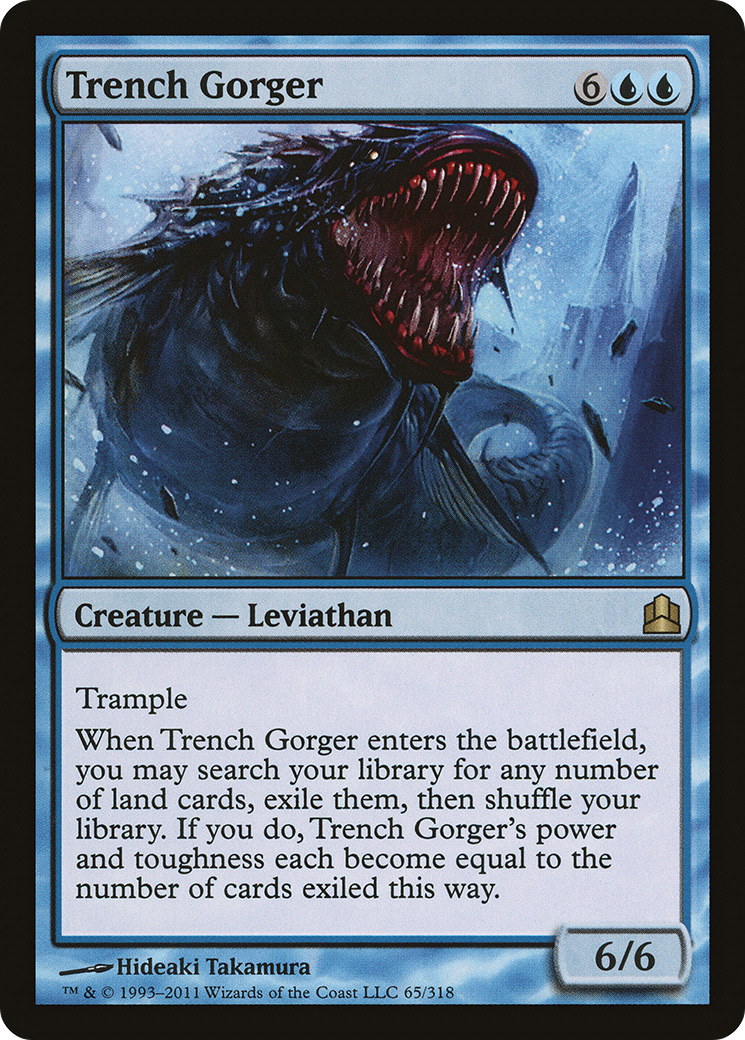 Trench Gorger 6
Creature — Leviathan
Trample
When Trench Gorger enters the battlefield,
you may search your library for any number
of land cards, exile them, then shuffle your
library. If you do, Trench Gorger's power
and toughness each become equal to the
number of cards exiled this way.
6/6
Hideaki Takamura
™ & © 1993–2011 Wizards of the Coast LLC 65/318